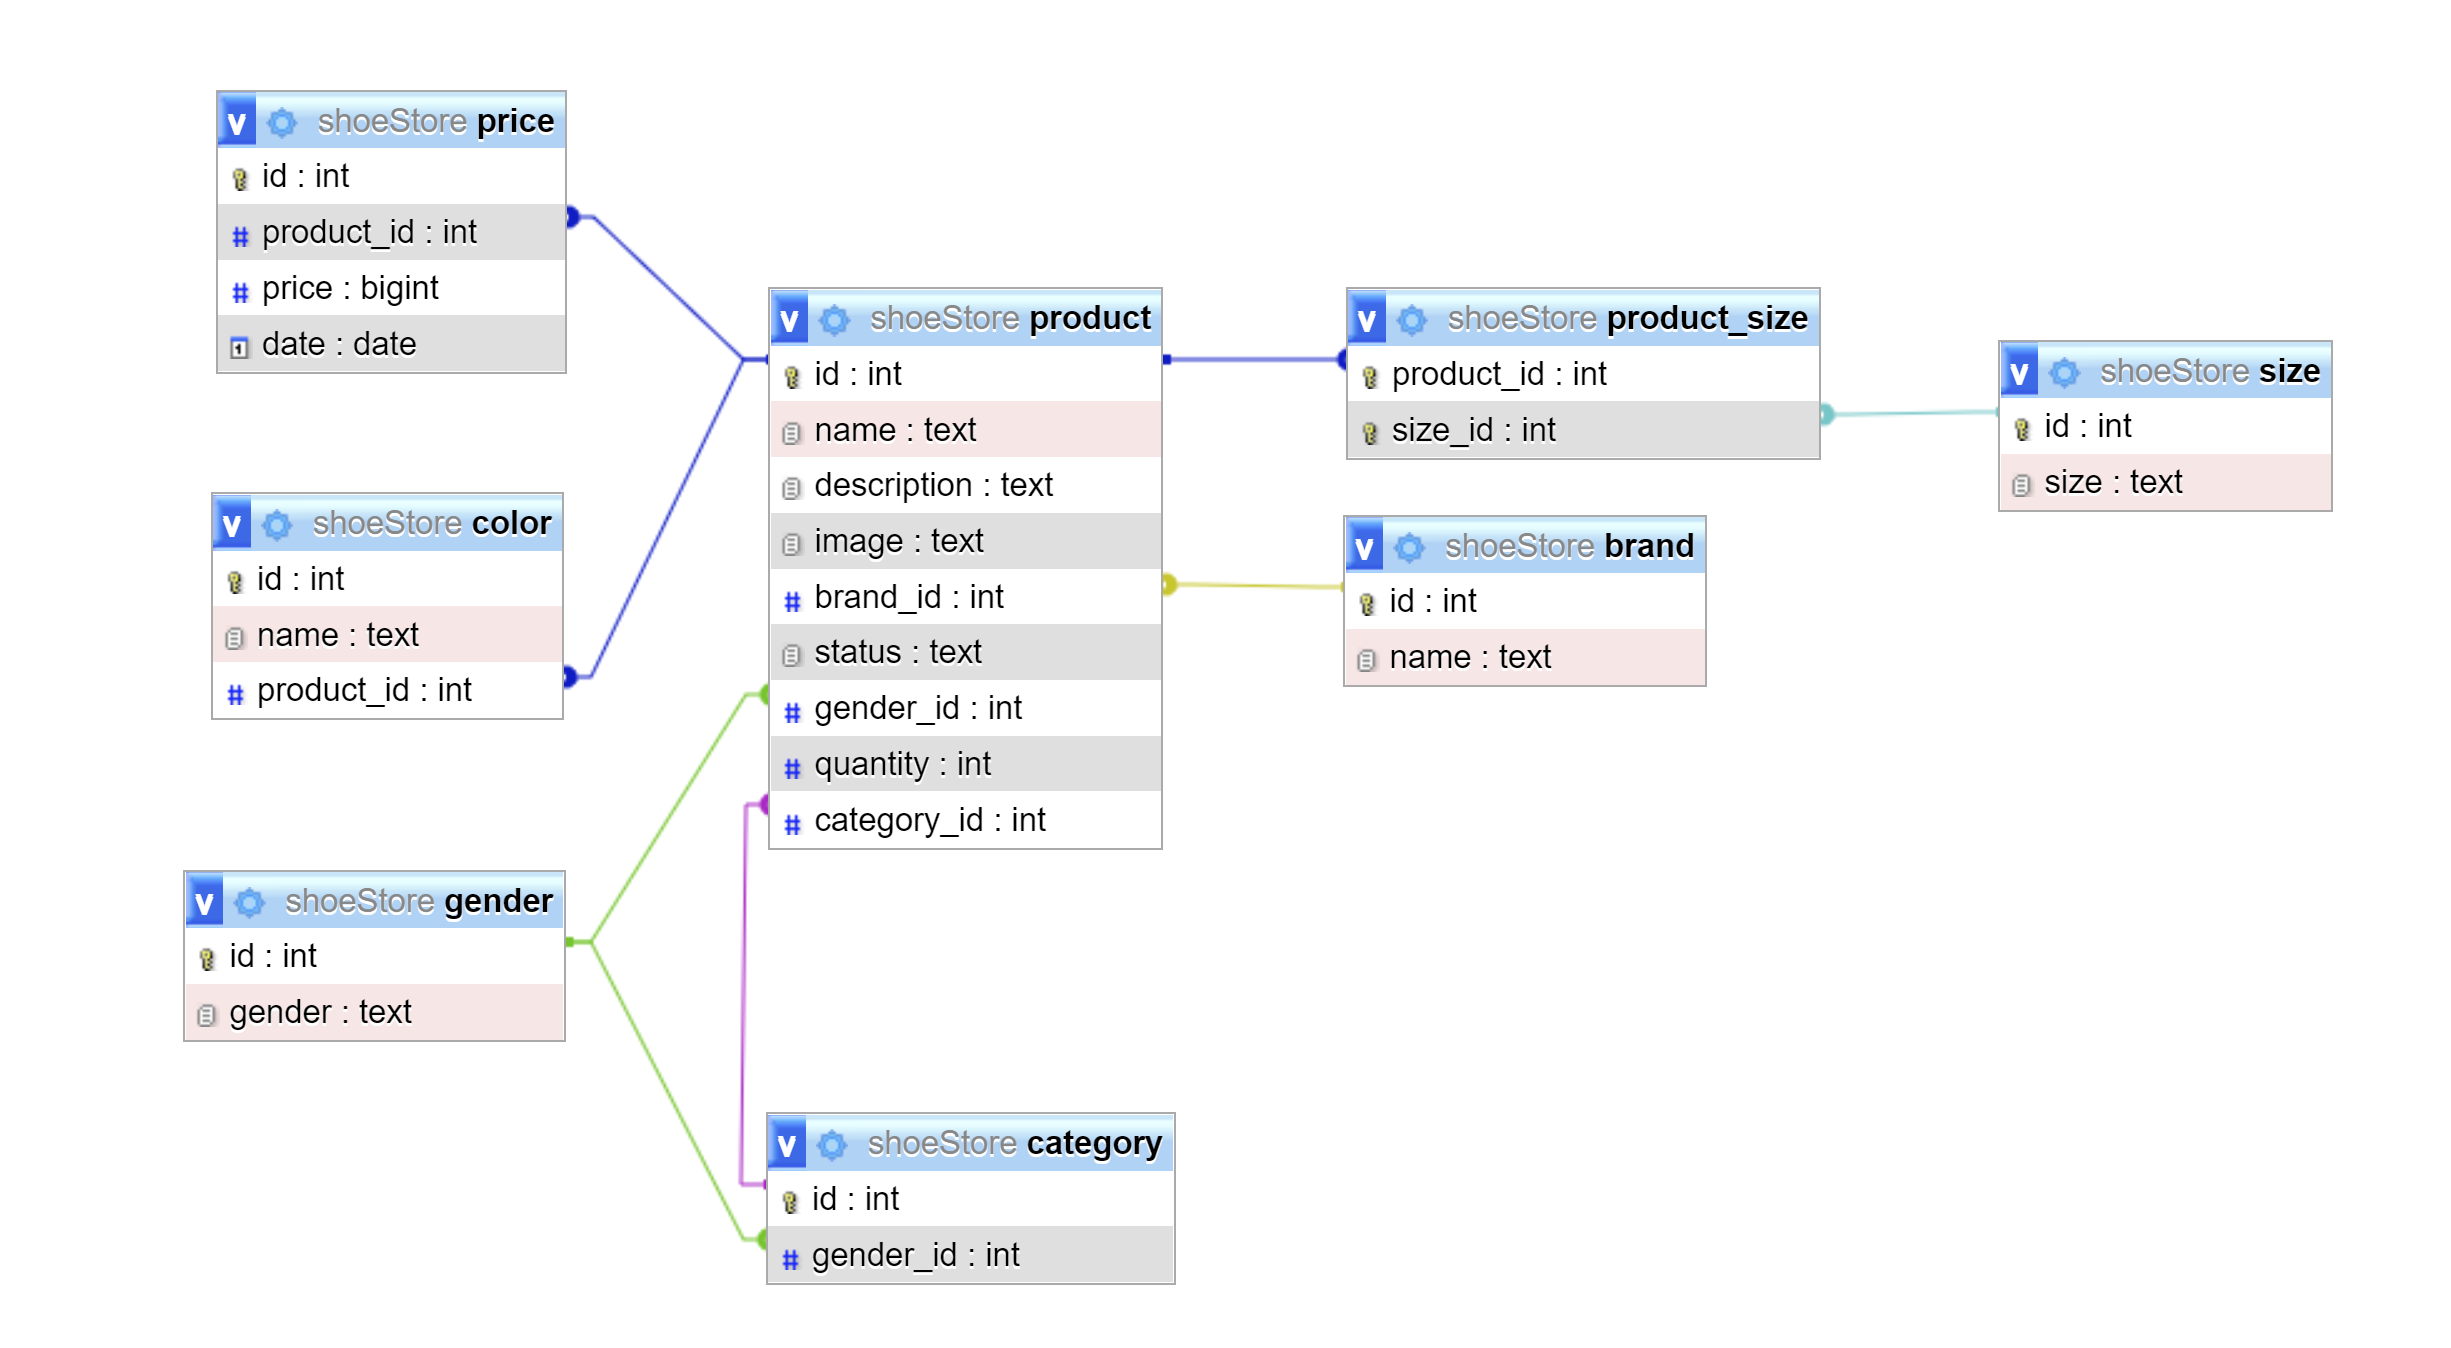 v shoeStore price
id : int
# product_id : int
# price : bigint
1 date : date
v shoeStore color
id : int
name : text
# product_id : int
v shoeStore gender
id : int
gender : text
v shoeStore product
id : int
name : text
description : text
image : text
# brand_id : int
status : text
# gender_id : int
# quantity : int
# category_id : int
v shoeStore category
id : int
# gender_id : int
v shoeStore product_size
product_id : int
size_id : int
v shoeStore brand
id : int
name : text
v shoeStore size
id : int
size : text